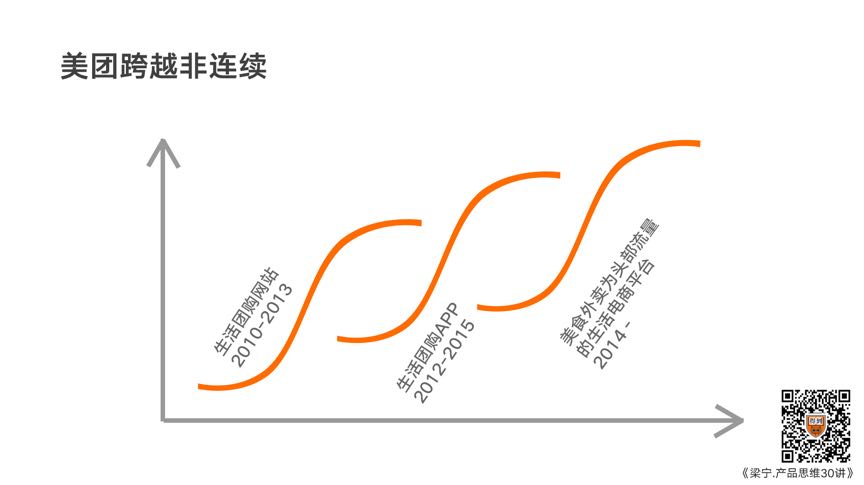 美团跨越非连续
生活团购网站
2010-2013
生活团购APP
2012-2015
美食外卖为头部流量
的生活电商平台
2014-
得到
《梁宁.产品思维30讲》